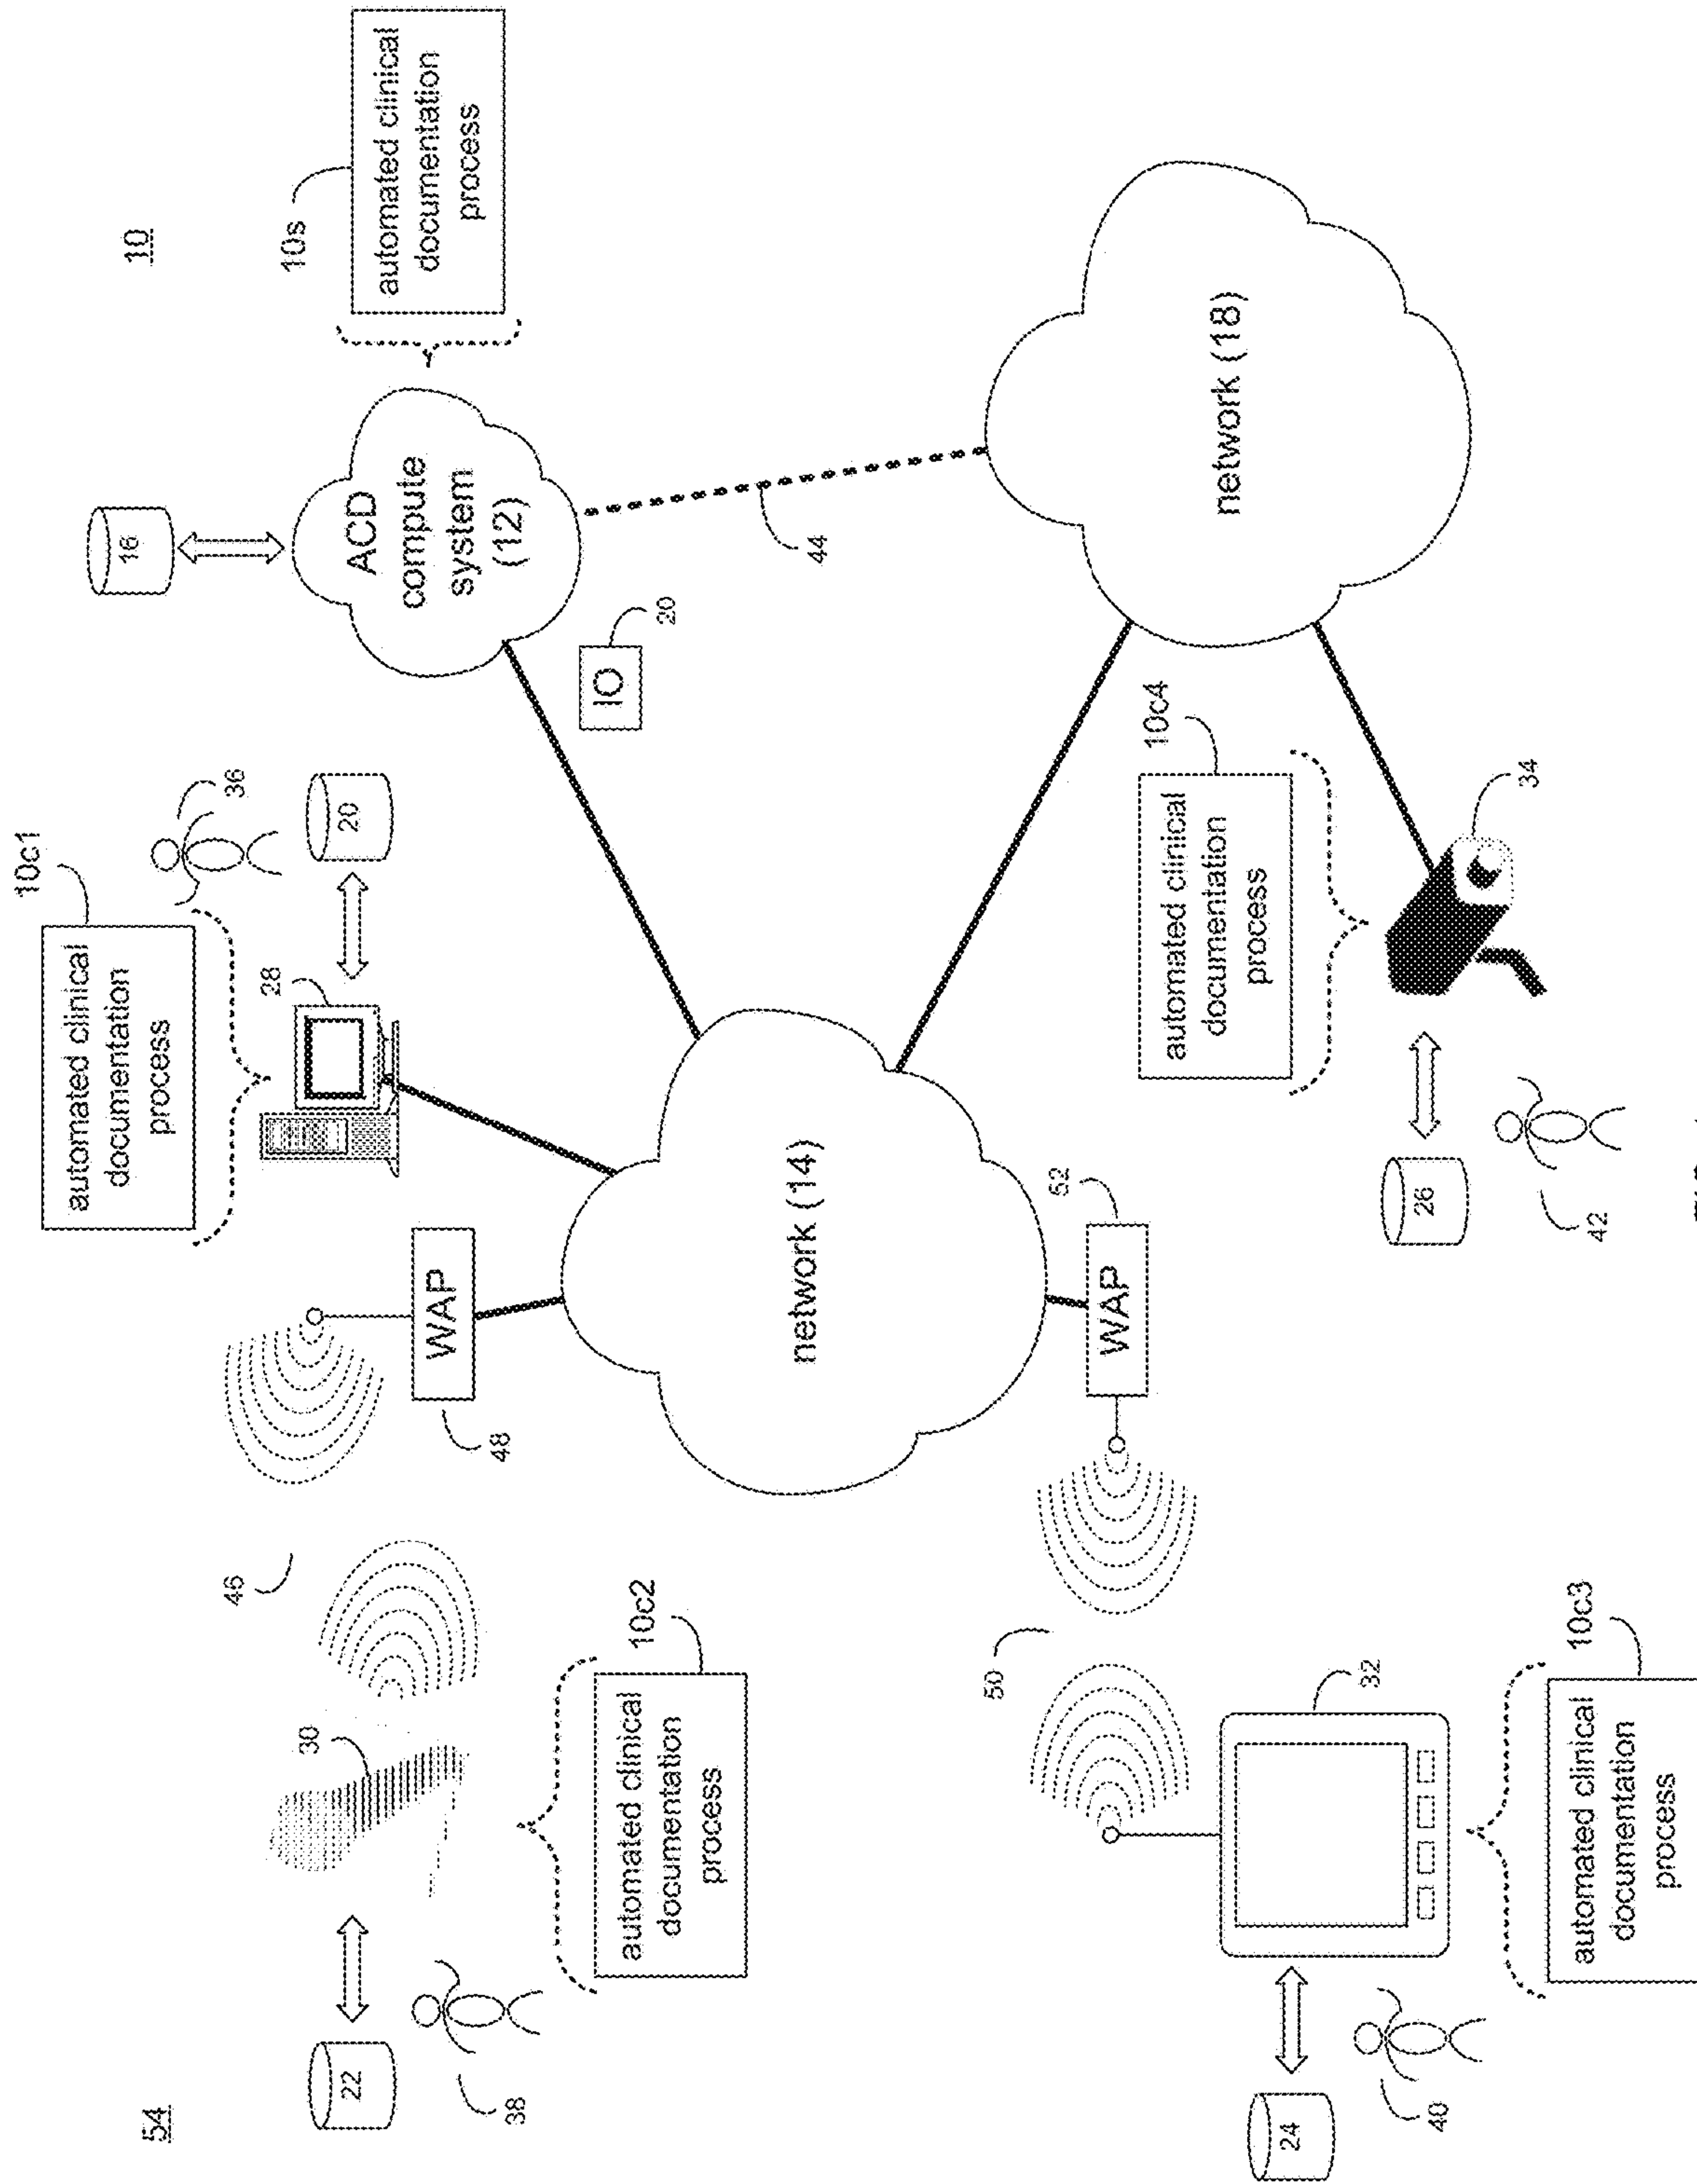 10c1
automated clinical
documentation
process
54
10
16
46
36
28
10s
30
22
20
automated clinical
documentation
process
ACD
compute
system
(12)
WAP
48
38
IO
20
10c2
automated clinical
documentation
process
network (14)
44
50
52
WAP
10c4
automated clinical
documentation
process
network (18)
24
32
26
40
34
10c3
42
automated clinical
documentation
process